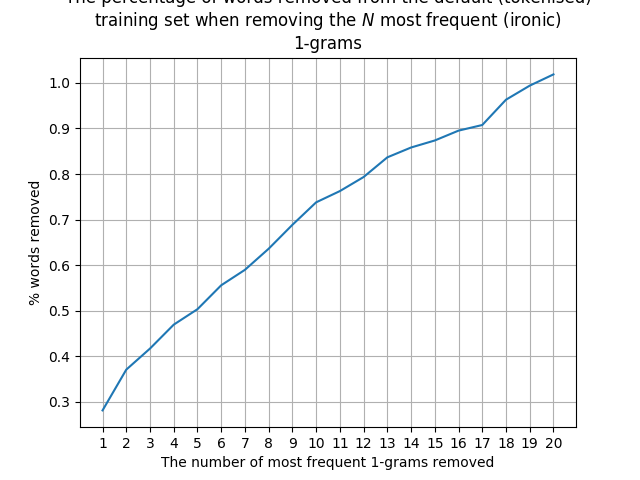 The percentage of words removed from the default (tokenised)
training set when removing the N most frequent (ironic)
1-grams
1.0
0.9
0.8
0.7
0.6
0.5
0.4
0.3
% words removed
1 2 3 4 5 6 7 8 9 10 11 12 13 14 15 16 17 18 19 20
The number of most frequent 1-grams removed